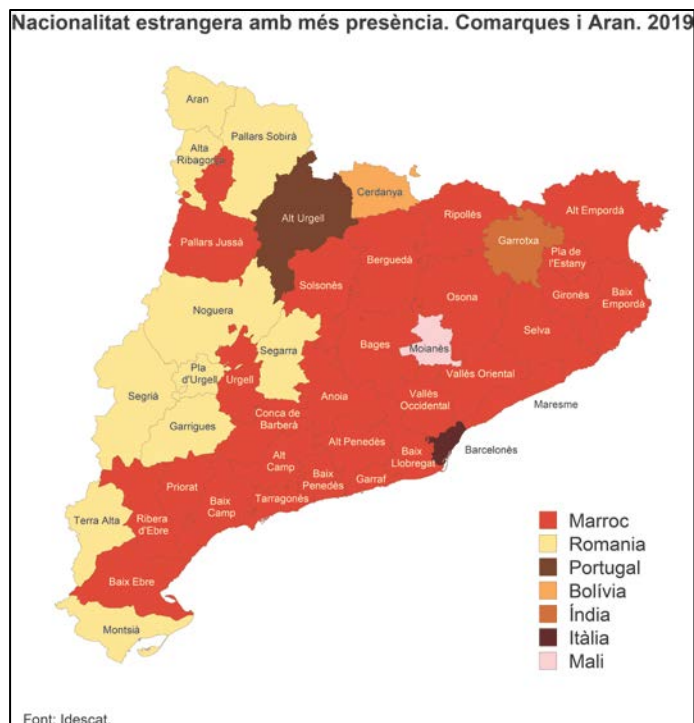 Nacionalitat estrangera amb més presència. Comarques i Aran. 2019
Aran
Pallars Sobirà
Alta
Ribagorça
Cerdanya
Alt Urgell
Ripollès
Alt Empordà
Garrotxa
Pla de
l'Estany
Pallars Jussà
Berguedà
Solsonès
Gironès
Baix
Empordà
Osona
Noguera
Selva
Bages
Moianès
Segarra
Pla
d'Urgell
Urgell
Vallès Oriental
Segrià
Anoia
Vallès
Occidental
Maresme
Garrigues
Conca de
Barberà
Alt Penedès
Barcelonès
Alt
Camp
Baix
Llobregat
Priorat
Baix
Penedès
Garraf
Baix
Camp
Tarragonès
Terra Alta
Ribera
d'Ebre
Baix Ebre
Montsià
Marroc
Romania
Portugal
Bolívia
Índia
Itàlia
Mali
Font: Idescat.